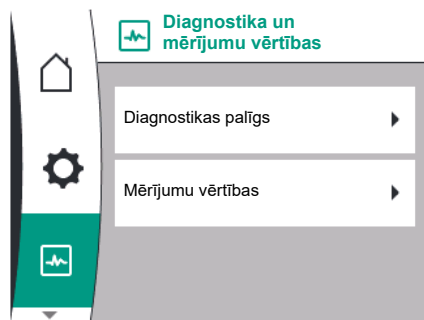 Diagnostika un
mērījumu vērtības
Diagnostikas palīgs
Mērījumu vērtības